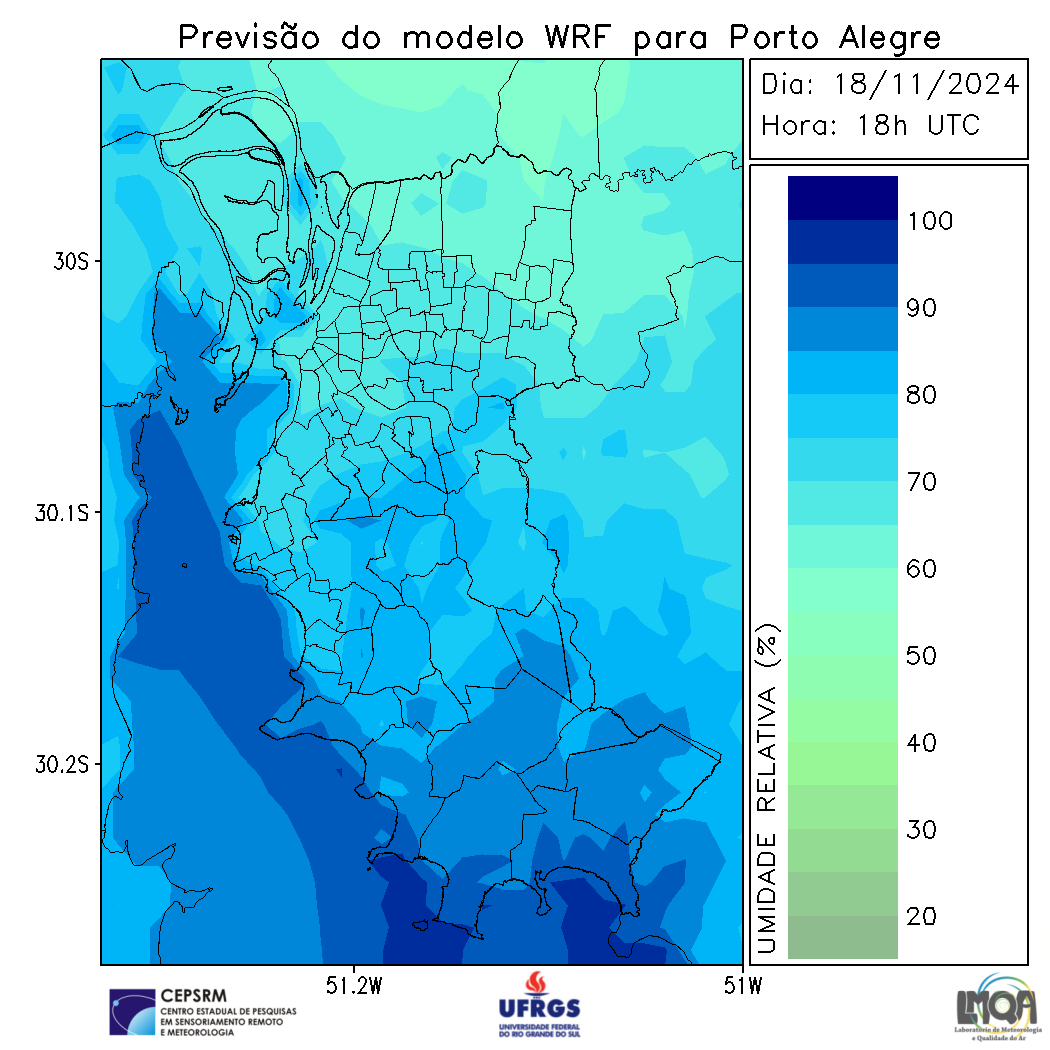 Previsão do modelo WRF para Porto Alegre
Dia: 18/11/2024
Hora: 18h UTC
100
90
80
70
60
50
40
30
20
UMIDADE RELATIVA (%)
30S
30.1S
30.2S
51.2W
51W
CEPSRM
CENTRO ESTADUAL DE PESQUISAS
EM SENSORIAMENTO REMOTO
E METEOROLOGIA
UFRGS
UNIVERSIDADE FEDERAL
DO RIO GRANDE DO SUL
LMQA
Laboratório de Meteorologia
e Qualidade do Ar